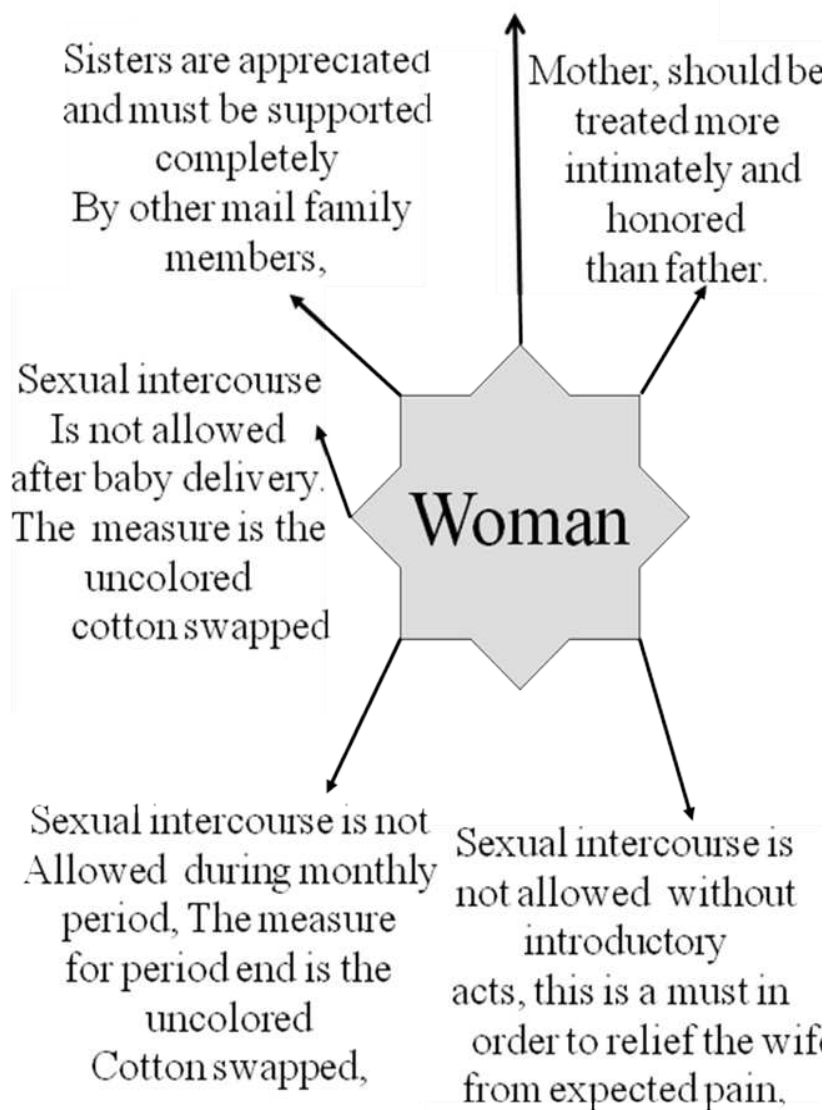 Sisters are appreciated
and must be supported
completely
By other mail family
members,
Mother, should be
treated more
intimately and
honored
than father.
Sexual intercourse
Is not allowed
after baby delivery.
The measure is the
uncolored
cotton swapped
Woman
Sexual intercourse is not
Allowed during monthly
period, The measure
for period end is the
uncolored
Cotton swapped,
Sexual intercourse is
not allowed without
introductory
acts, this is a must in
order to relief the wife
from expected pain,